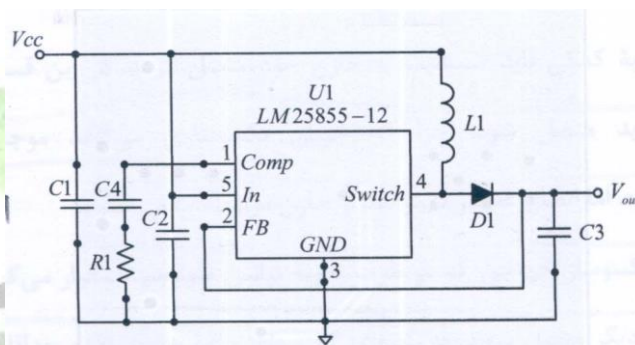 Vcc
U1
LM25855-12
L1
1
Comp
C1
C4
5
In
Switch
4
C2
2
FB
D1
C3
R1
GND
3